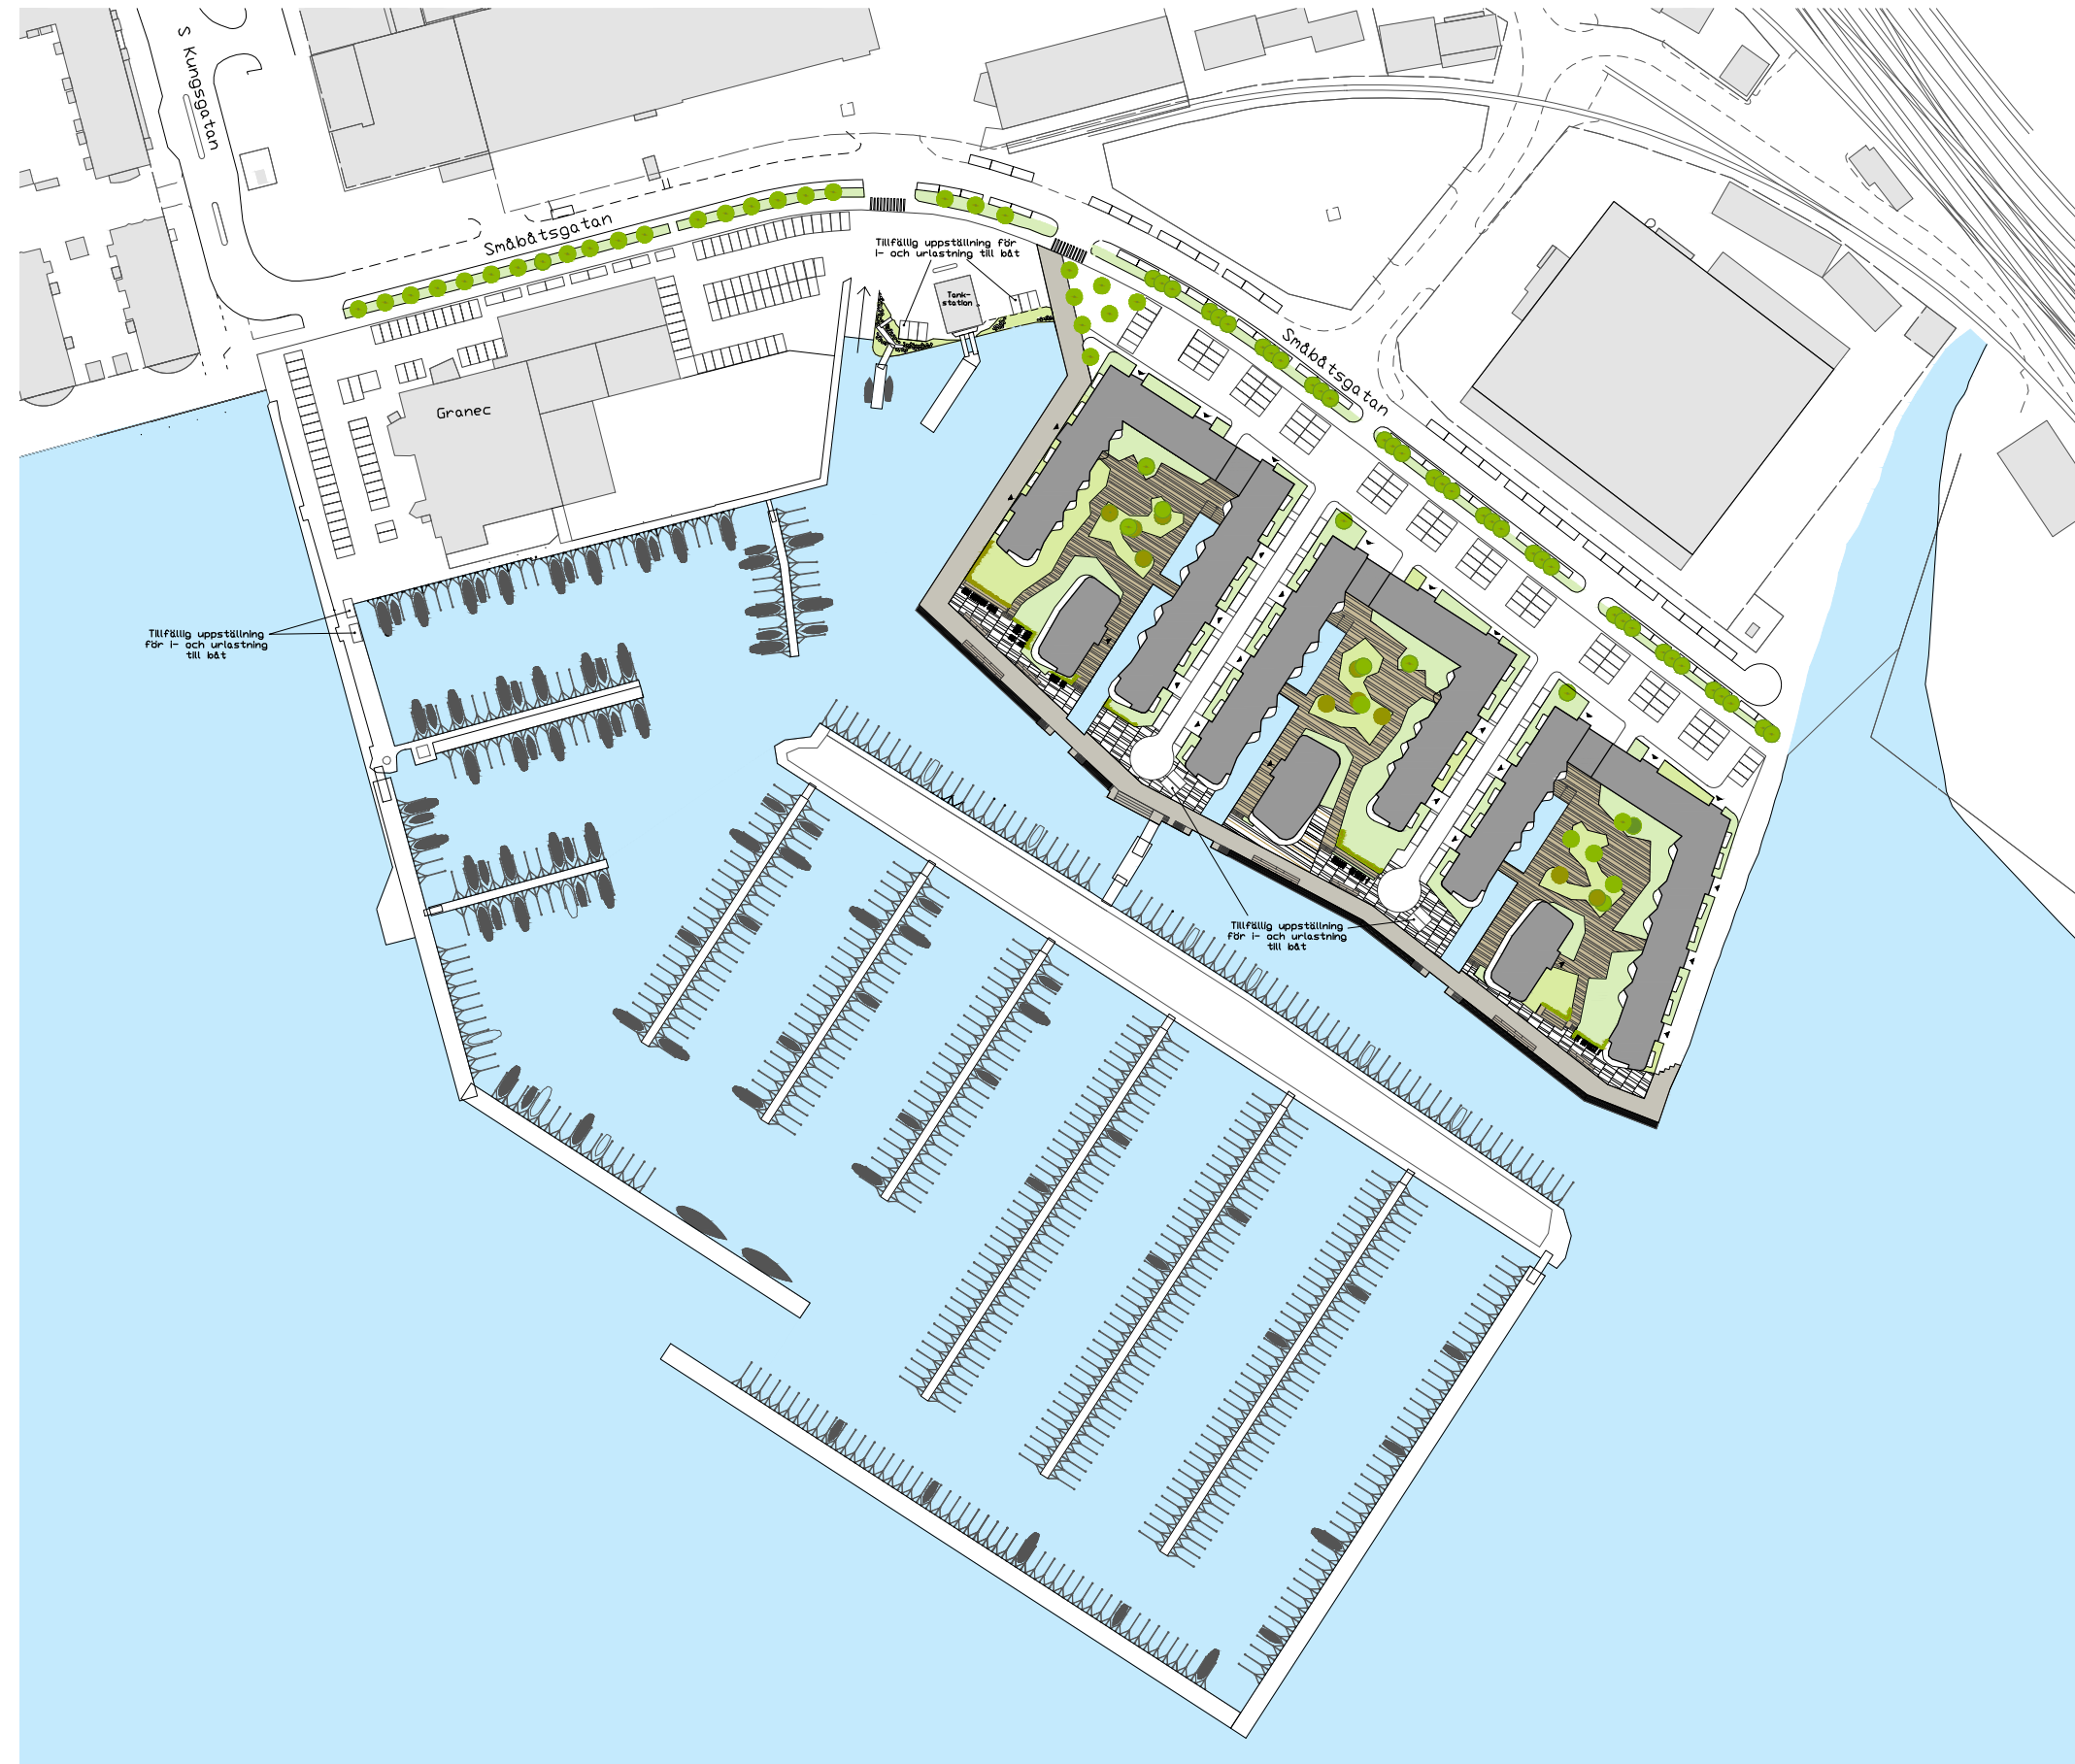 S Kungsgatan
Småbåtsgatan
Tillfällig uppställning för
i- och urlastning till båt
Tank-
station
Småbåtsgatan
Granec
Tillfällig uppställning
för i- och urlastning
till båt
Tillfällig uppställning
för i- och urlastning
till båt